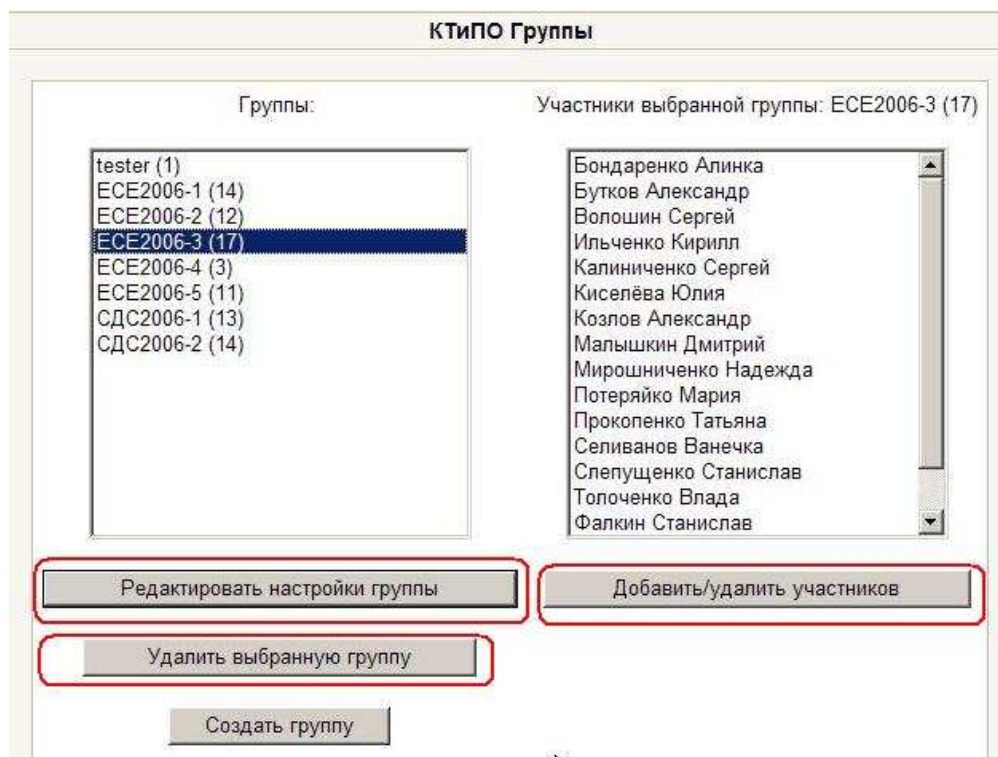 КТиПО Группы
Группы:
Участники выбранной группы: ECE2006-3 (17)
tester (1)
ECE2006-1 (14)
ECE2006-2 (12)
ECE2006-3 (17)
ECE2006-4 (3)
ECE2006-5 (11)
СДС2006-1 (13)
СДС2006-2 (14)
Бондаренко Алинка
Бутков Александр
Волошин Сергей
Ильченко Кирилл
Калиниченко Сергей
Киселёва Юлия
Козлов Александр
Малышкин Дмитрий
Мирошниченко Надежда
Потеряйко Мария
Прокопенко Татьяна
Селиванов Ванечка
Слепущенко Станислав
Толоченко Влада
Фалкин Станислав
Редактировать настройки группы
Добавить/удалить участников
Удалить выбранную группу
Создать группу